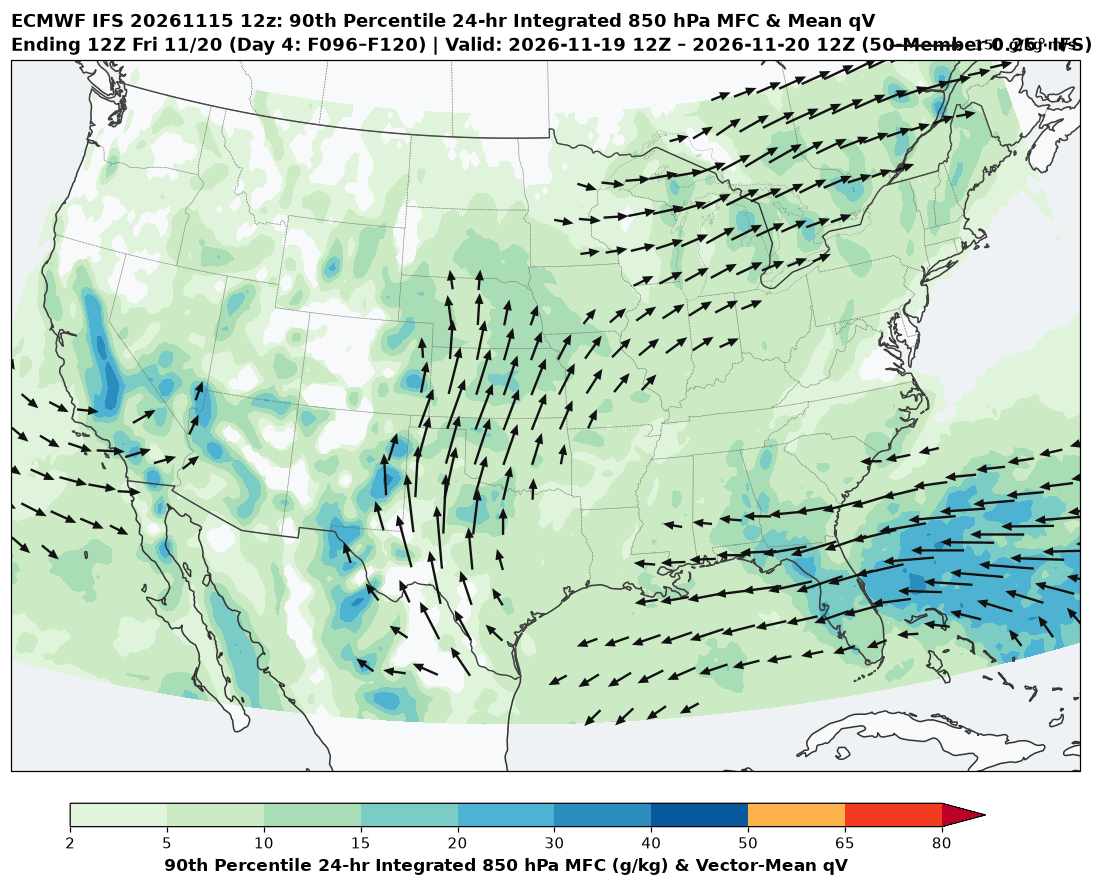 ECMWF IFS 20261115 12z: 90th Percentile 24-hr Integrated 850 hPa MFC & Mean qV
Ending 12Z Fri 11/20 (Day 4: F096–F120) | Valid: 2026-11-19 12Z – 2026-11-20 12Z (50-Member 0.25° IFS)
2 5 10 15 20 30 40 50 65 80
90th Percentile 24-hr Integrated 850 hPa MFC (g/kg) & Vector-Mean qV